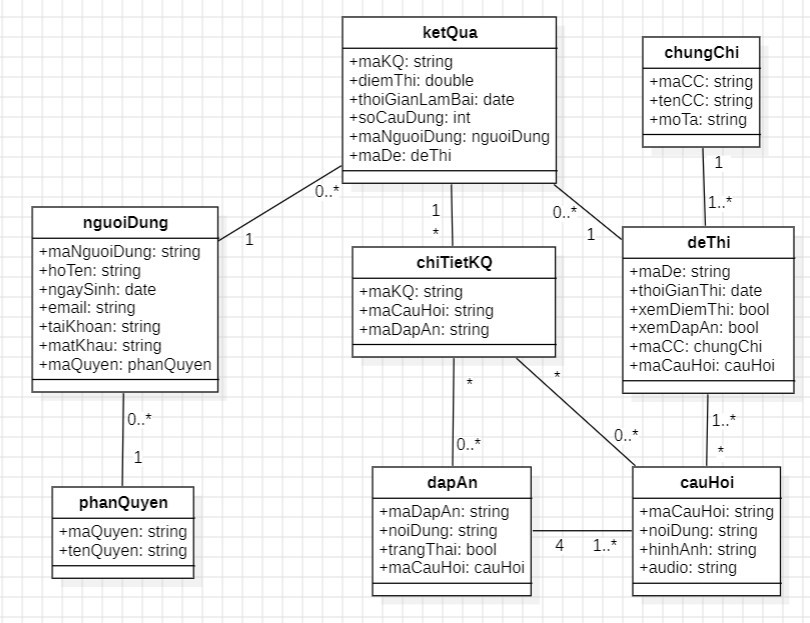 ketQua
+maKQ: string
+diemThi: double
+thoiGianLamBai: date
+soCauDung: int
+maNguoiDung: nguoiDung
+maDe: deThi
chungChi
+maCC: string
+tenCC: string
+moTa: string
0..*
1
1
*
0..*
1
1
1..*
nguoiDung
+maNguoiDung: string
+hoTen: string
+ngaySinh: date
+email: string
+taiKhoan: string
+matKhau: string
+maQuyen: phanQuyen
chiTietKQ
+maKQ: string
+maCauHoi: string
+maDapAn: string
deThi
+maDe: string
+thoiGianThi: date
+xemDiemThi: bool
+xemDapAn: bool
+maCC: chungChi
+maCauHoi: cauHoi
0..*
1
*
0..*
*
0..*
1..*
*
phanQuyen
+maQuyen: string
+tenQuyen: string
dapAn
+maDapAn: string
+noiDung: string
+trangThai: bool
+maCauHoi: cauHoi
4
1..*
cauHoi
+maCauHoi: string
+noiDung: string
+hinhAnh: string
+audio: string